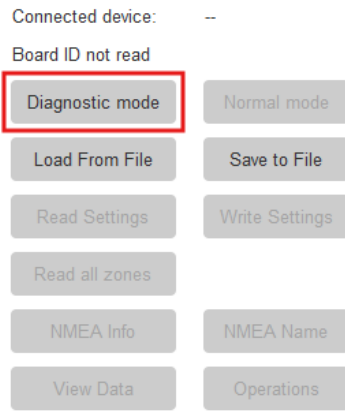 Connected device: --
Board ID not read
Diagnostic mode Normal mode
Load From File Save to File
Read Settings Write Settings
Read all zones
NMEA Info NMEA Name
View Data Operations